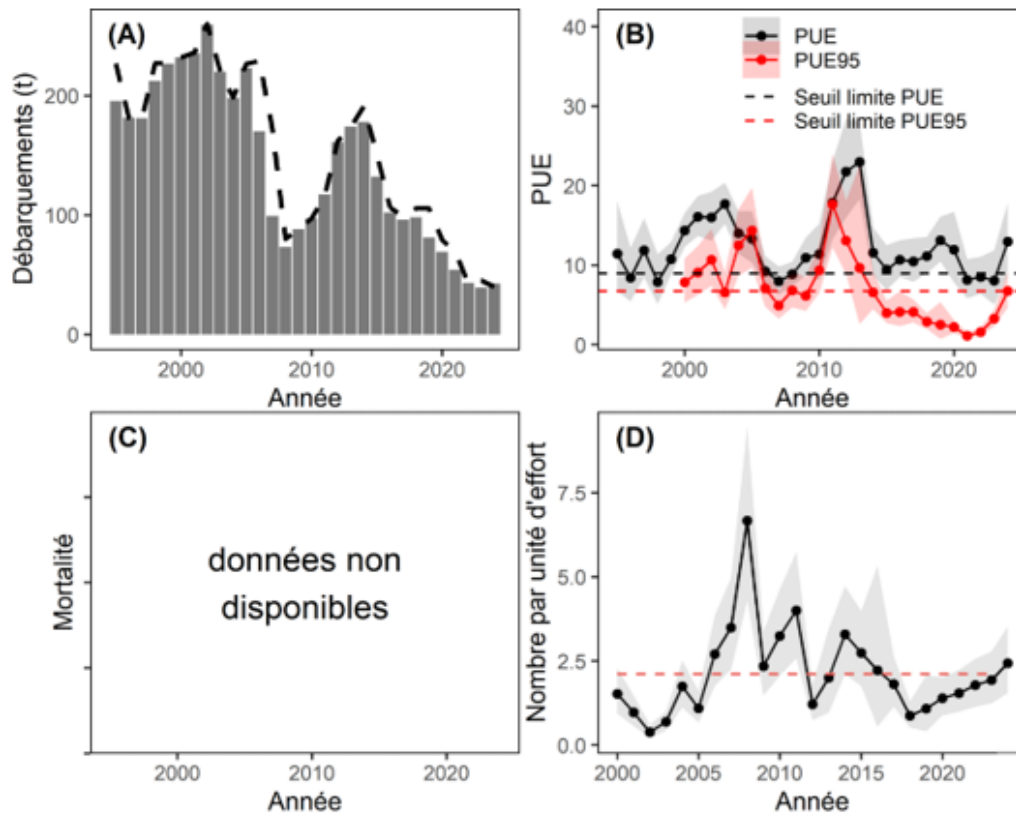 (A)
Débarquements (t)
200
100
0
2000
2010
2020
Année
(B)
PUE
PUE95
Seuil limite PUE
Seuil limite PUE95
PUE
40
30
20
10
0
2000
2010
2020
Année
(C)
Mortalité
données non
disponibles
2000
2010
2020
Année
(D)
Nombre par unité d'effort
7.5
5.0
2.5
0.0
2000
2005
2010
2015
2020
Année